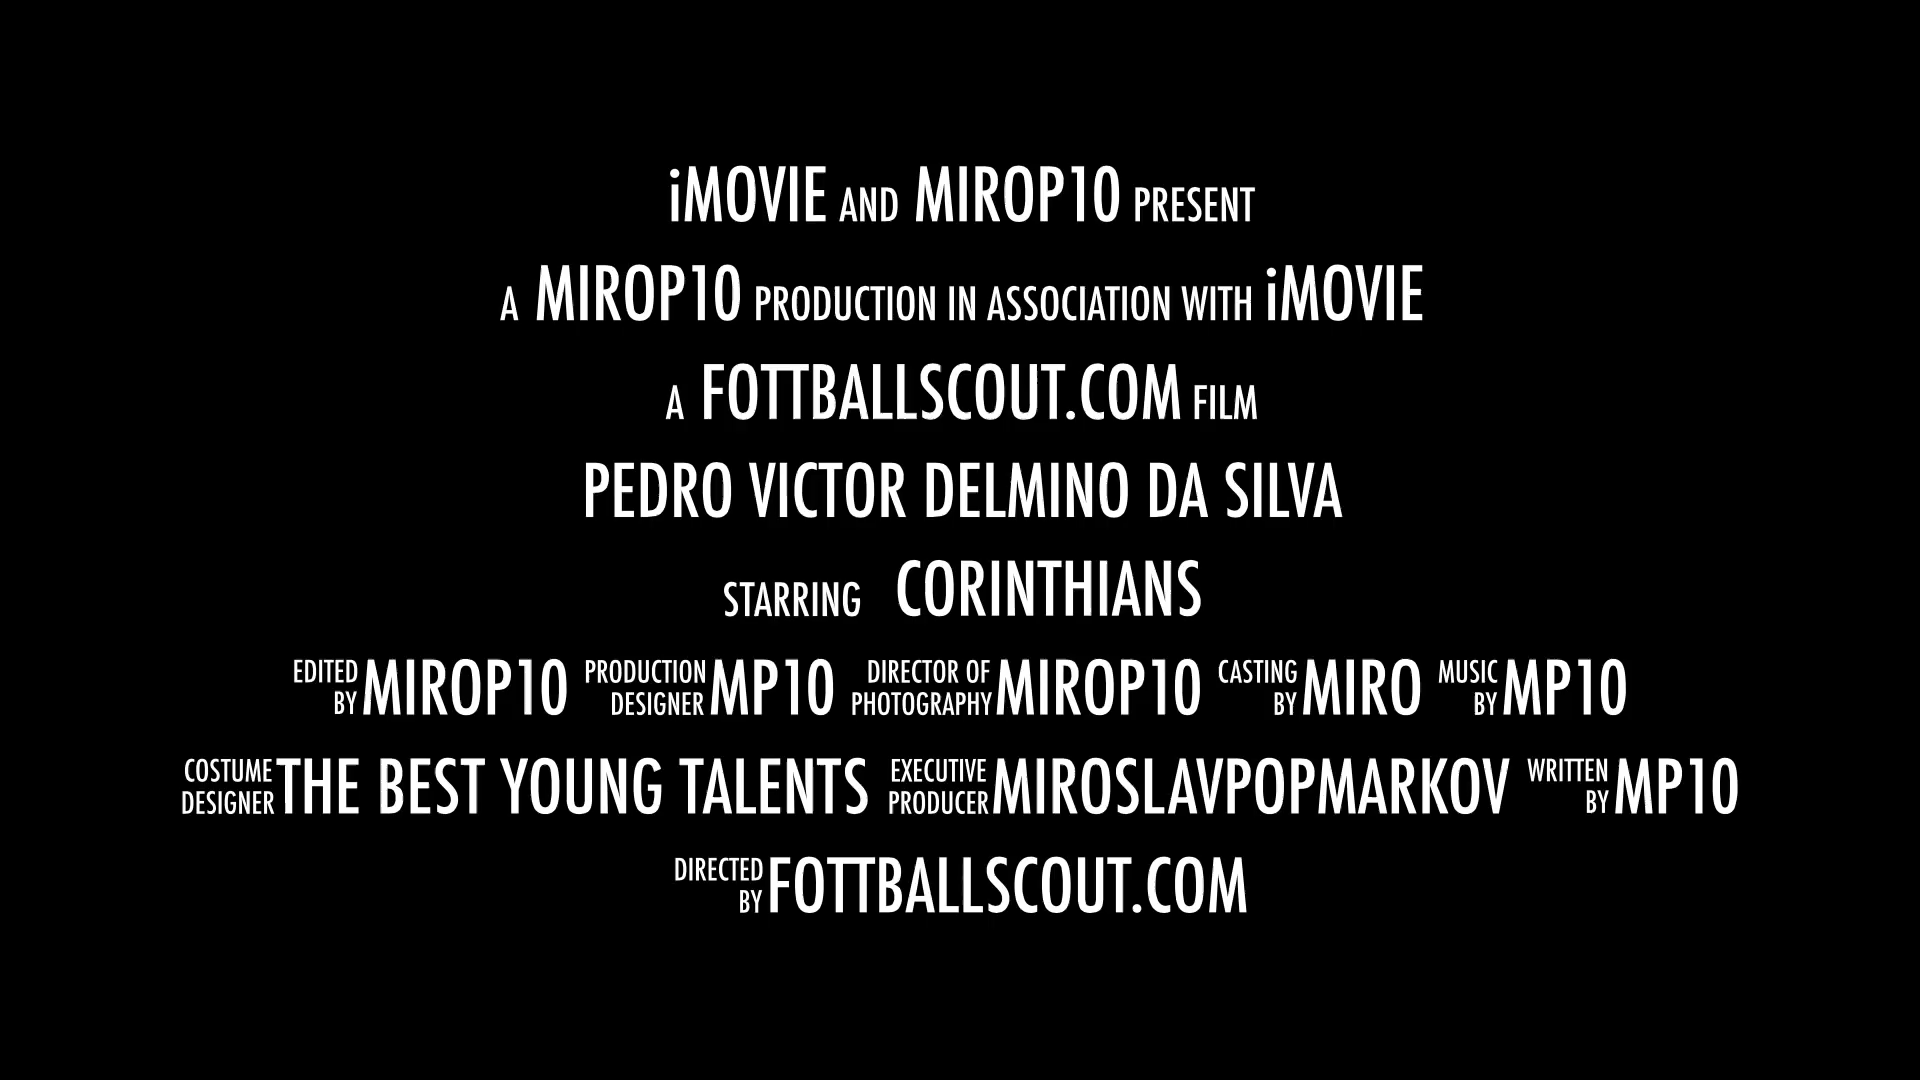 iMOVIE AND MIROP10 PRESENT
A MIROP10 PRODUCTION IN ASSOCIATION WITH iMOVIE
A FOTTBALLSCOUT.COM FILM
PEDRO VICTOR DELMINO DA SILVA
STARRING CORINTHIANS
EDITED BY MIROP10 PRODUCTION DESIGNER MP10 DIRECTOR OF PHOTOGRAPHY MIROP10 CASTING BY MIRO MUSIC BY MP10
COSTUME DESIGNER THE BEST YOUNG TALENTS EXECUTIVE PRODUCER MIROSLAVPOPMARKOV WRITTEN BY MP10
DIRECTED BY FOTTBALLSCOUT.COM